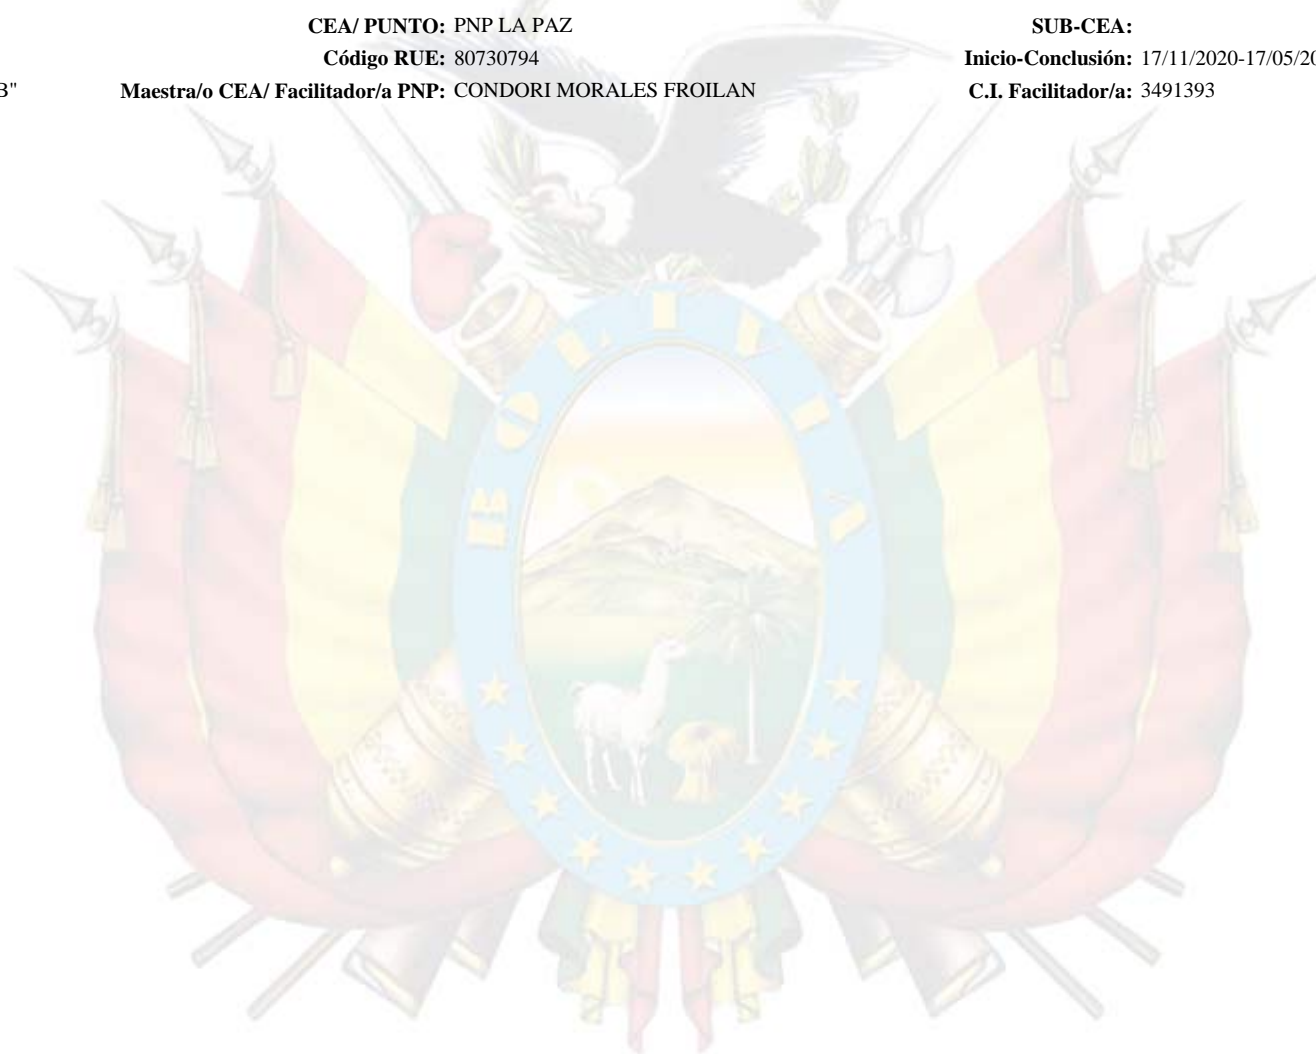 CEA/ PUNTO: PNP LA PAZ SUB-CEA:
Código RUE: 80730794 Inicio-Conclusión: 17/11/2020-17/05/20
B" Maestra/o CEA/ Facilitador/a PNP: CONDORI MORALES FROILAN C.I. Facilitador/a: 3491393
BOLIVIA